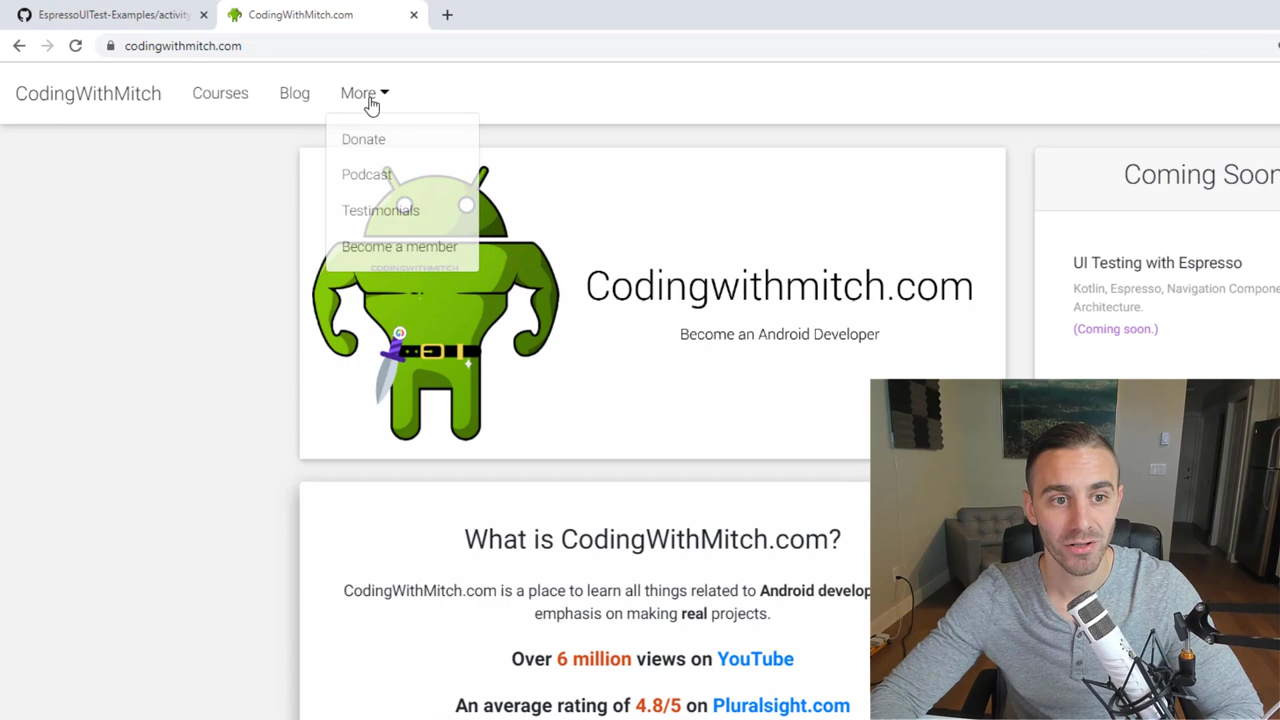 EspressoUITest-Examples/activity
CodingWithMitch.com
codingwithmitch.com
CodingWithMitch
Courses
Blog
More
Donate
Podcast
Testimonials
Become a member
CODINGWITHMITCH
Codingwithmitch.com
Become an Android Developer
Coming Soon
UI Testing with Espresso
Kotlin, Espresso, Navigation Compone
Architecture.
(Coming soon.)
What is CodingWithMitch.com?
CodingWithMitch.com is a place to learn all things related to Android develop
emphasis on making real projects.
Over 6 million views on YouTube
An average rating of 4.8/5 on Pluralsight.com